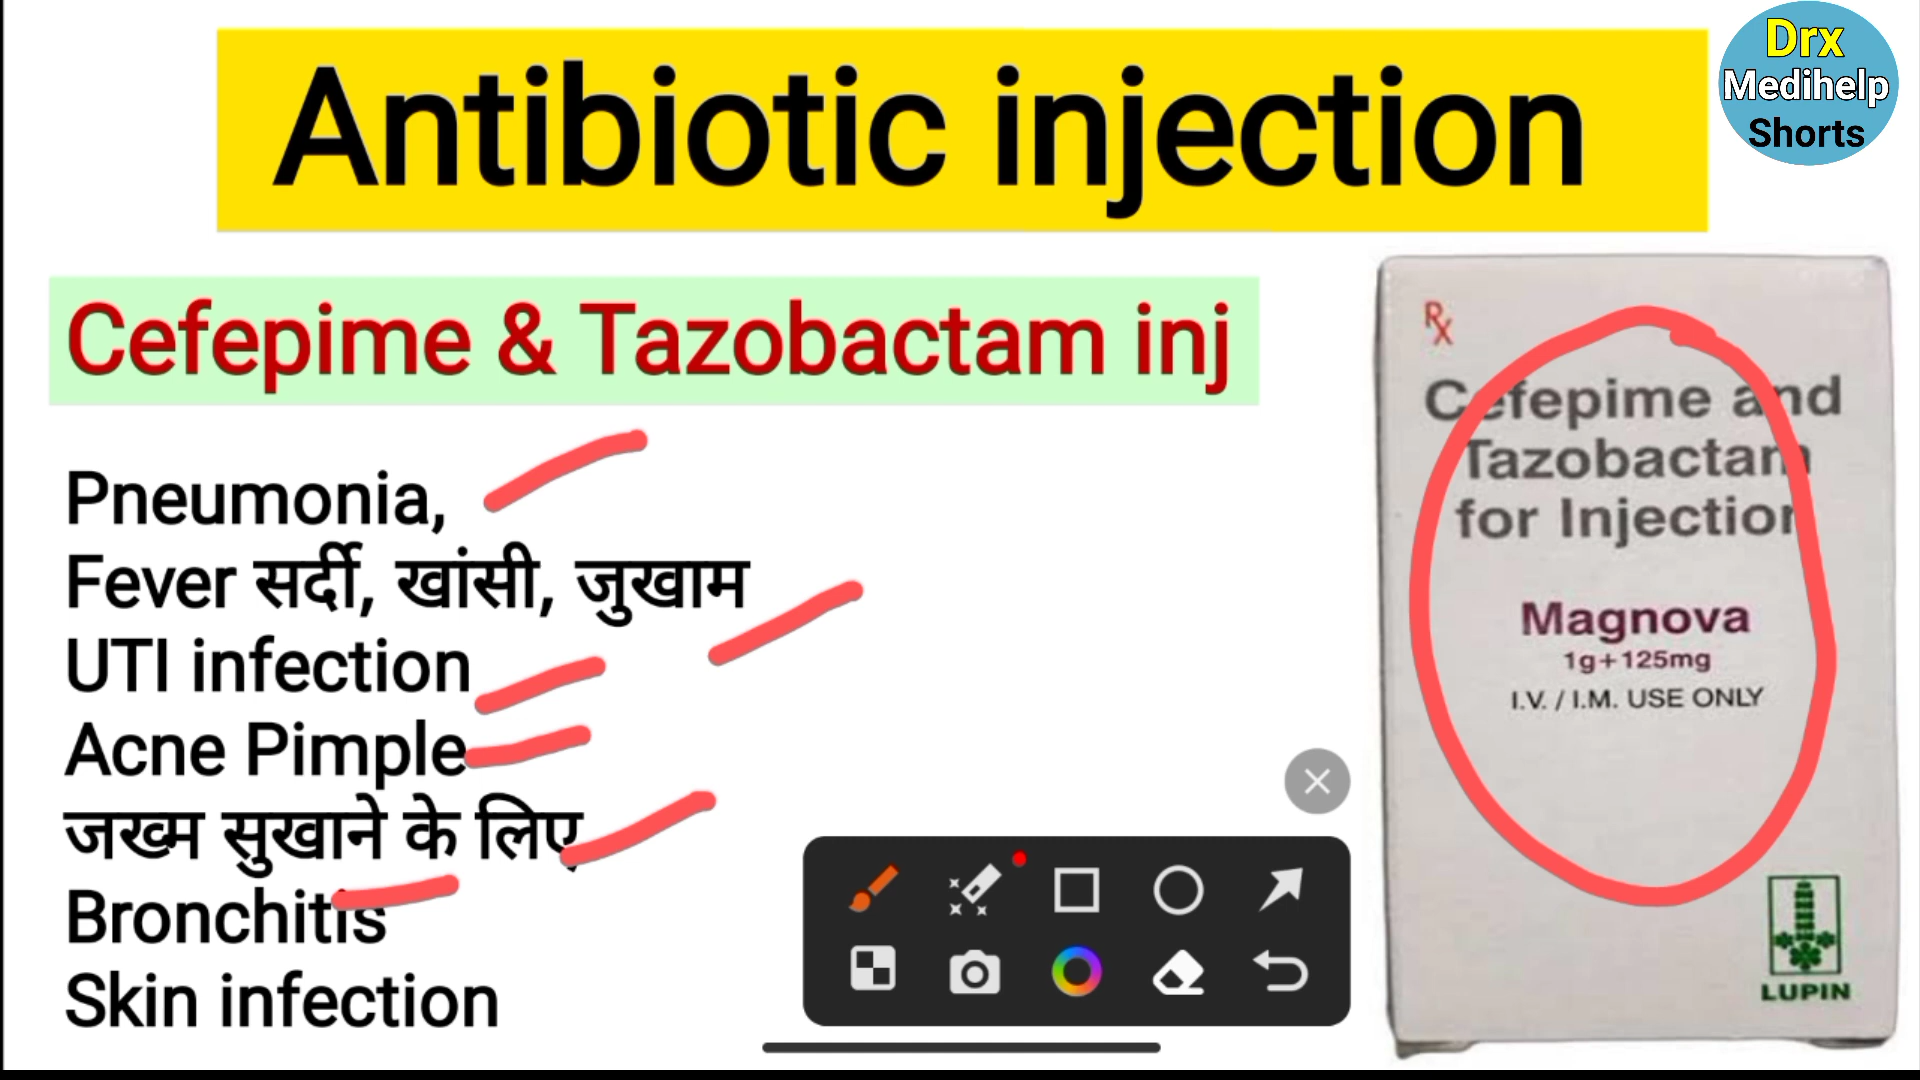 Antibiotic injection
Drx
Medihelp
Shorts
Cefepime & Tazobactam inj
Pneumonia,
Fever सर्दी, खांसी, जुखाम
UTI infection
Acne Pimple
जख्म सुखाने के लिए
Bronchitis
Skin infection
Rx
Cefepime and
Tazobactam
for Injection
Magnova
1g+125mg
I.V. / I.M. USE ONLY
LUPIN